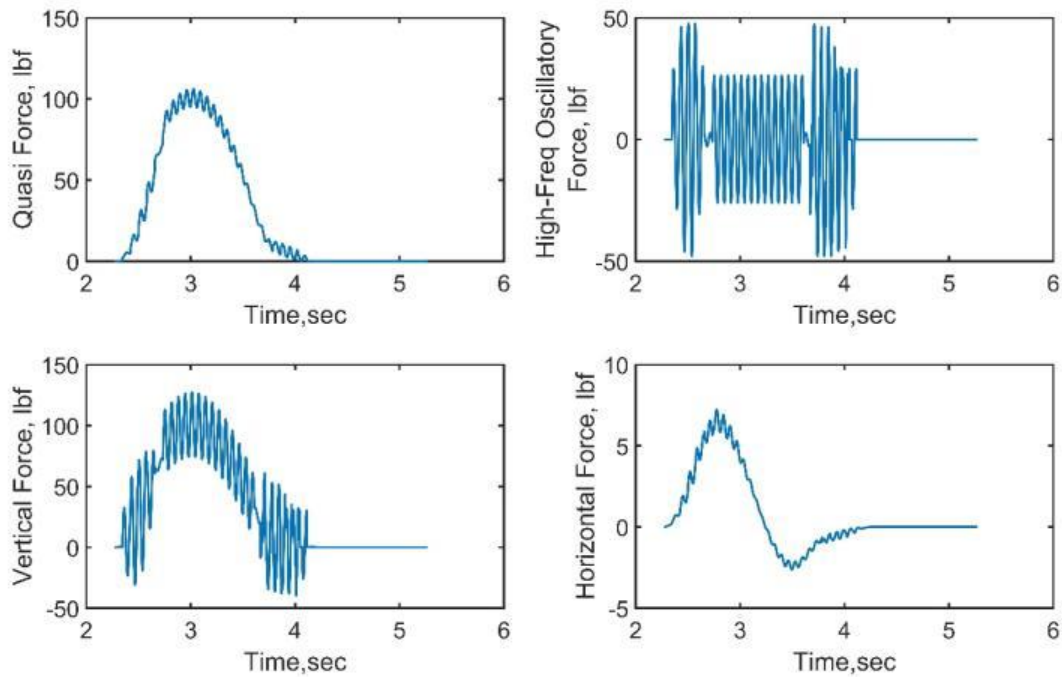 150
100
50
0
Quasi Force, lbf
2 3 4 5 6
Time,sec
50
0
-50
High-Freq Oscillatory
Force, lbf
2 3 4 5 6
Time,sec
150
100
50
0
-50
Vertical Force, lbf
2 3 4 5 6
Time,sec
10
5
0
-5
Horizontal Force, lbf
2 3 4 5 6
Time,sec